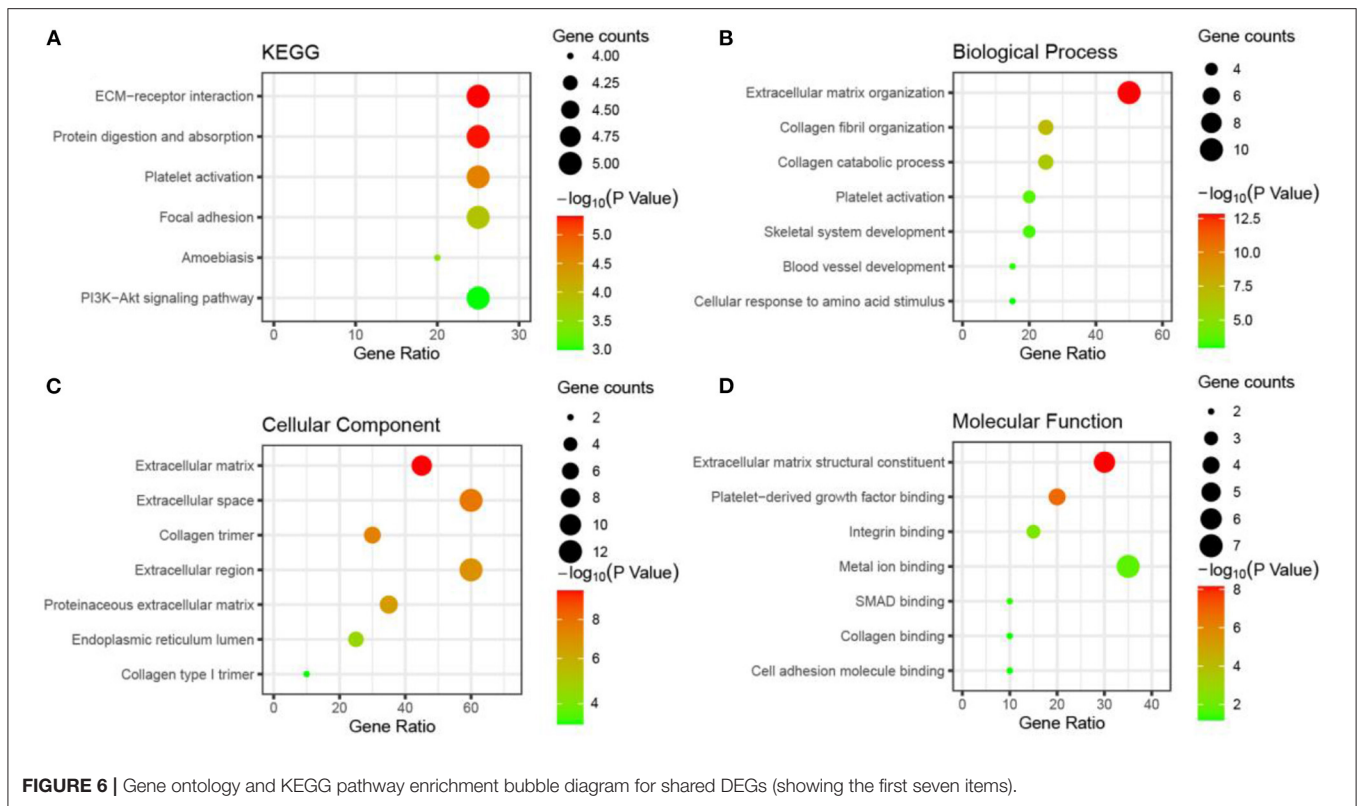 A
KEGG
ECM-receptor interaction
Protein digestion and absorption
Platelet activation
Focal adhesion
Amoebiasis
PI3K−Akt signaling pathway
0 10 20 30
Gene Ratio
Gene counts
4.00
4.25
4.50
4.75
5.00
−log10(P Value)
5.0
4.5
4.0
3.5
3.0
B
Biological Process
Extracellular matrix organization
Collagen fibril organization
Collagen catabolic process
Platelet activation
Skeletal system development
Blood vessel development
Cellular response to amino acid stimulus
0 20 40 60
Gene Ratio
Gene counts
4
6
8
10
−log10(P Value)
12.5
10.0
7.5
5.0
C
Cellular Component
Extracellular matrix
Extracellular space
Collagen trimer
Extracellular region
Proteinaceous extracellular matrix
Endoplasmic reticulum lumen
Collagen type I trimer
0 20 40 60
Gene Ratio
Gene counts
2
4
6
8
10
12
−log10(P Value)
8
6
4
D
Molecular Function
Extracellular matrix structural constituent
Platelet−derived growth factor binding
Integrin binding
Metal ion binding
SMAD binding
Collagen binding
Cell adhesion molecule binding
0 10 20 30 40
Gene Ratio
Gene counts
2
3
4
5
6
7
−log10(P Value)
8
6
4
2
FIGURE 6 | Gene ontology and KEGG pathway enrichment bubble diagram for shared DEGs (showing the first seven items).